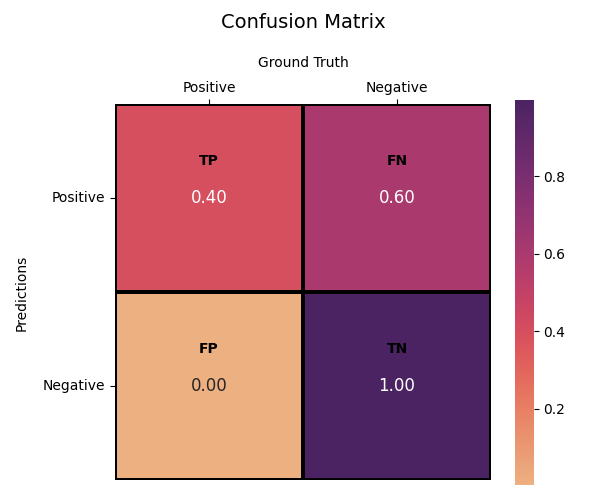 Confusion Matrix
Ground Truth
Positive Negative
TP FN
Positive 0.40 0.60
Predictions
FP TN
Negative 0.00 1.00
0.8
0.6
0.4
0.2